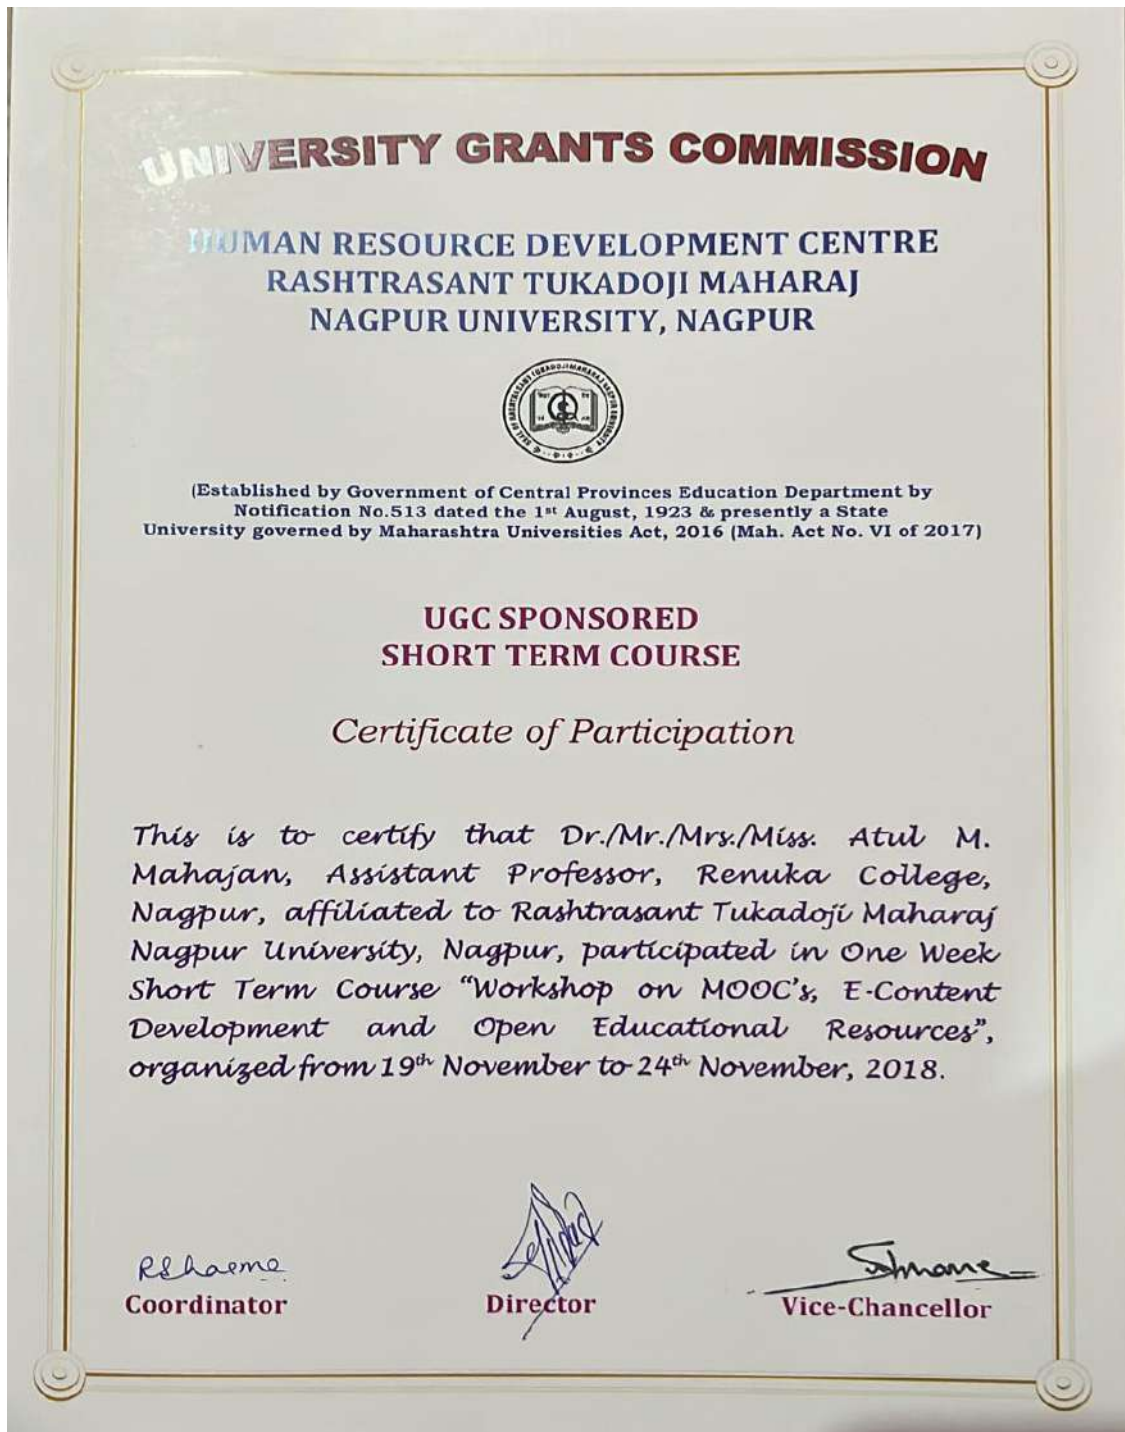 UNIVERSITY GRANTS COMMISSION
HUMAN RESOURCE DEVELOPMENT CENTRE
RASHTRASANT TUKADOJI MAHARAJ
NAGPUR UNIVERSITY, NAGPUR
(Established by Government of Central Provinces Education Department by
Notification No.513 dated the 1st August, 1923 & presently a State
University governed by Maharashtra Universities Act, 2016 (Mah. Act No. VI of 2017)
UGC SPONSORED
SHORT TERM COURSE
Certificate of Participation
This is to certify that Dr./Mr./Mrs./Miss. Atul M.
Mahajan, Assistant Professor, Renuka College,
Nagpur, affiliated to Rashtrasant Tukadoji Maharaj
Nagpur University, Nagpur, participated in One Week
Short Term Course “Workshop on MOOC's, E-Content
Development and Open Educational Resources”,
organized from 19th November to 24th November, 2018.
Coordinator
Director
Vice-Chancellor